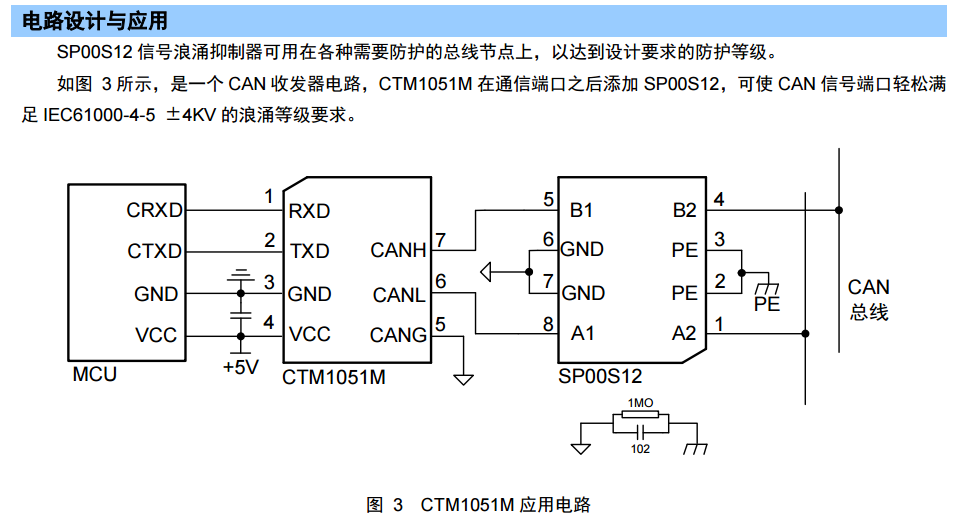 电路设计与应用
SP00S12 信号浪涌抑制器可用在各种需要防护的总线节点上，以达到设计要求的防护等级。
如图 3 所示，是一个 CAN 收发器电路，CTM1051M 在通信端口之后添加 SP00S12，可使 CAN 信号端口轻松满
足 IEC61000-4-5 ±4KV 的浪涌等级要求。
CRXD 1 RXD
CTXD 2 TXD
GND 3 GND
VCC 4 VCC
+5V
MCU
CANH 7
CANL 6
CANG 5
CTM1051M
5 B1 B2 4
6 GND PE 3
7 GND PE 2
8 A1 A2 1
PE
SP00S12
CAN
总线
1MO
102
图 3 CTM1051M 应用电路